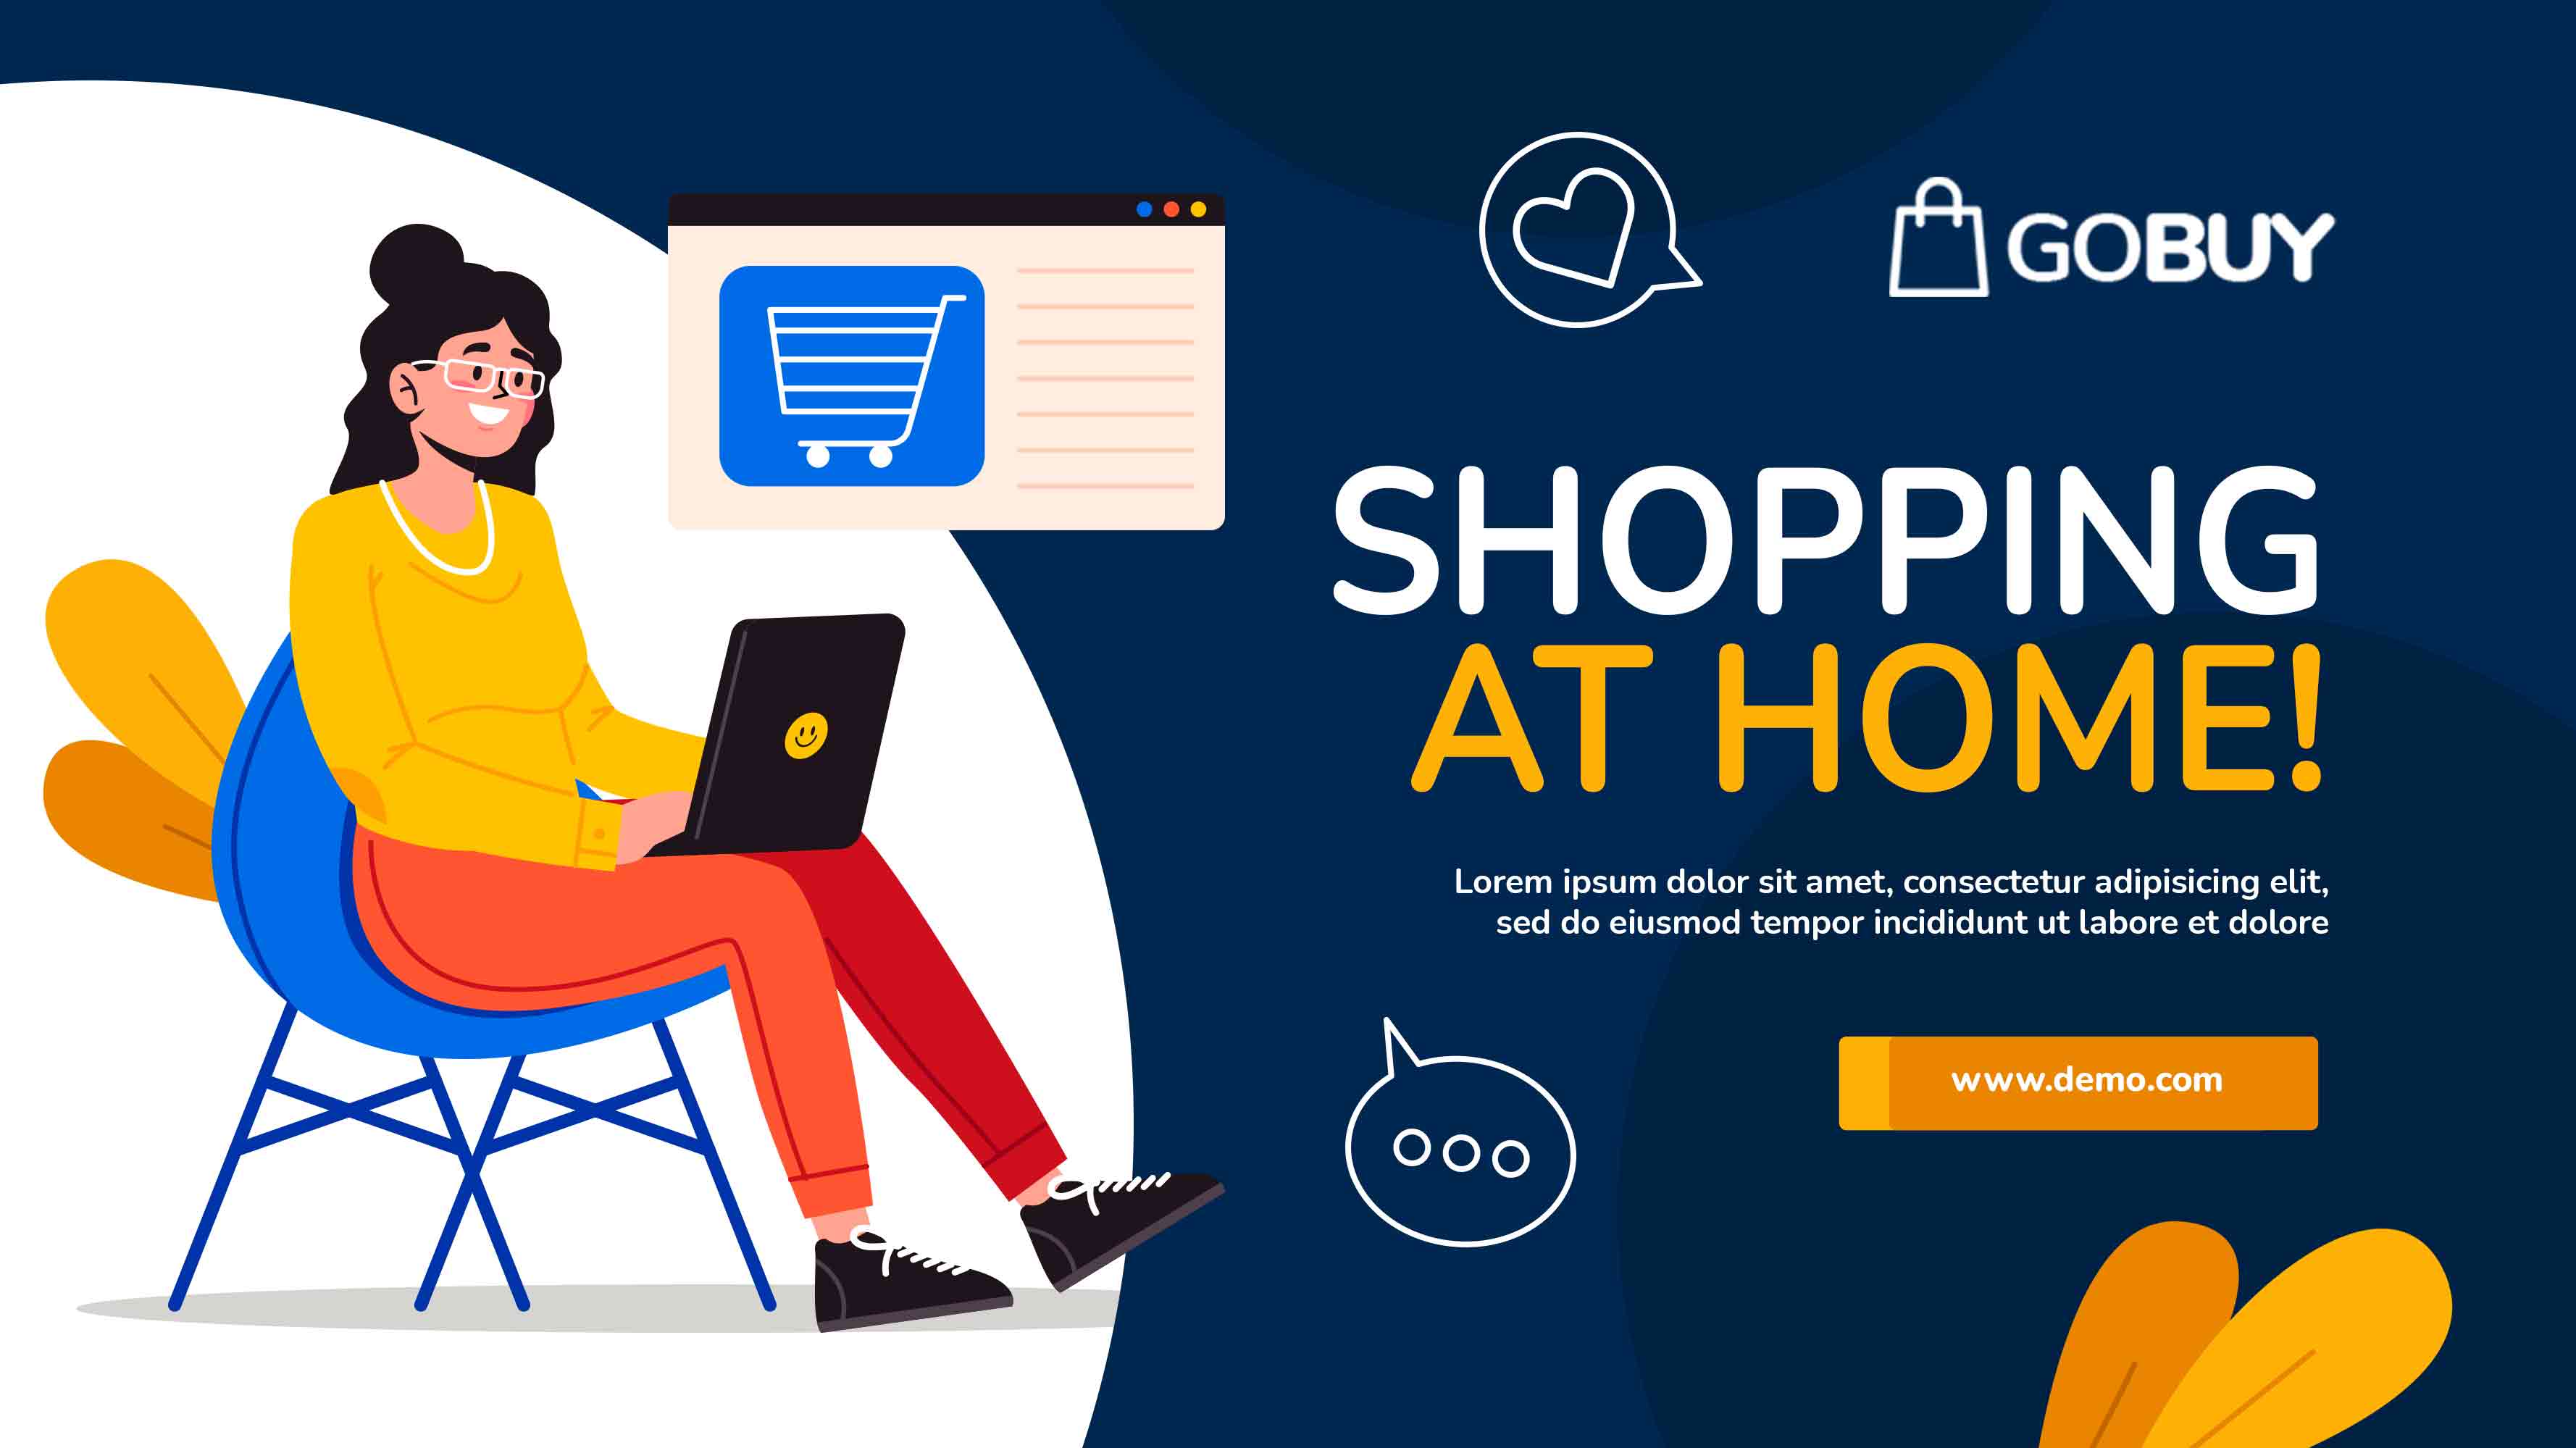 GOBUY
SHOPPING
AT HOME!
Lorem ipsum dolor sit amet, consectetur adipisicing elit,
sed do eiusmod tempor incididunt ut labore et dolore
www.demo.com